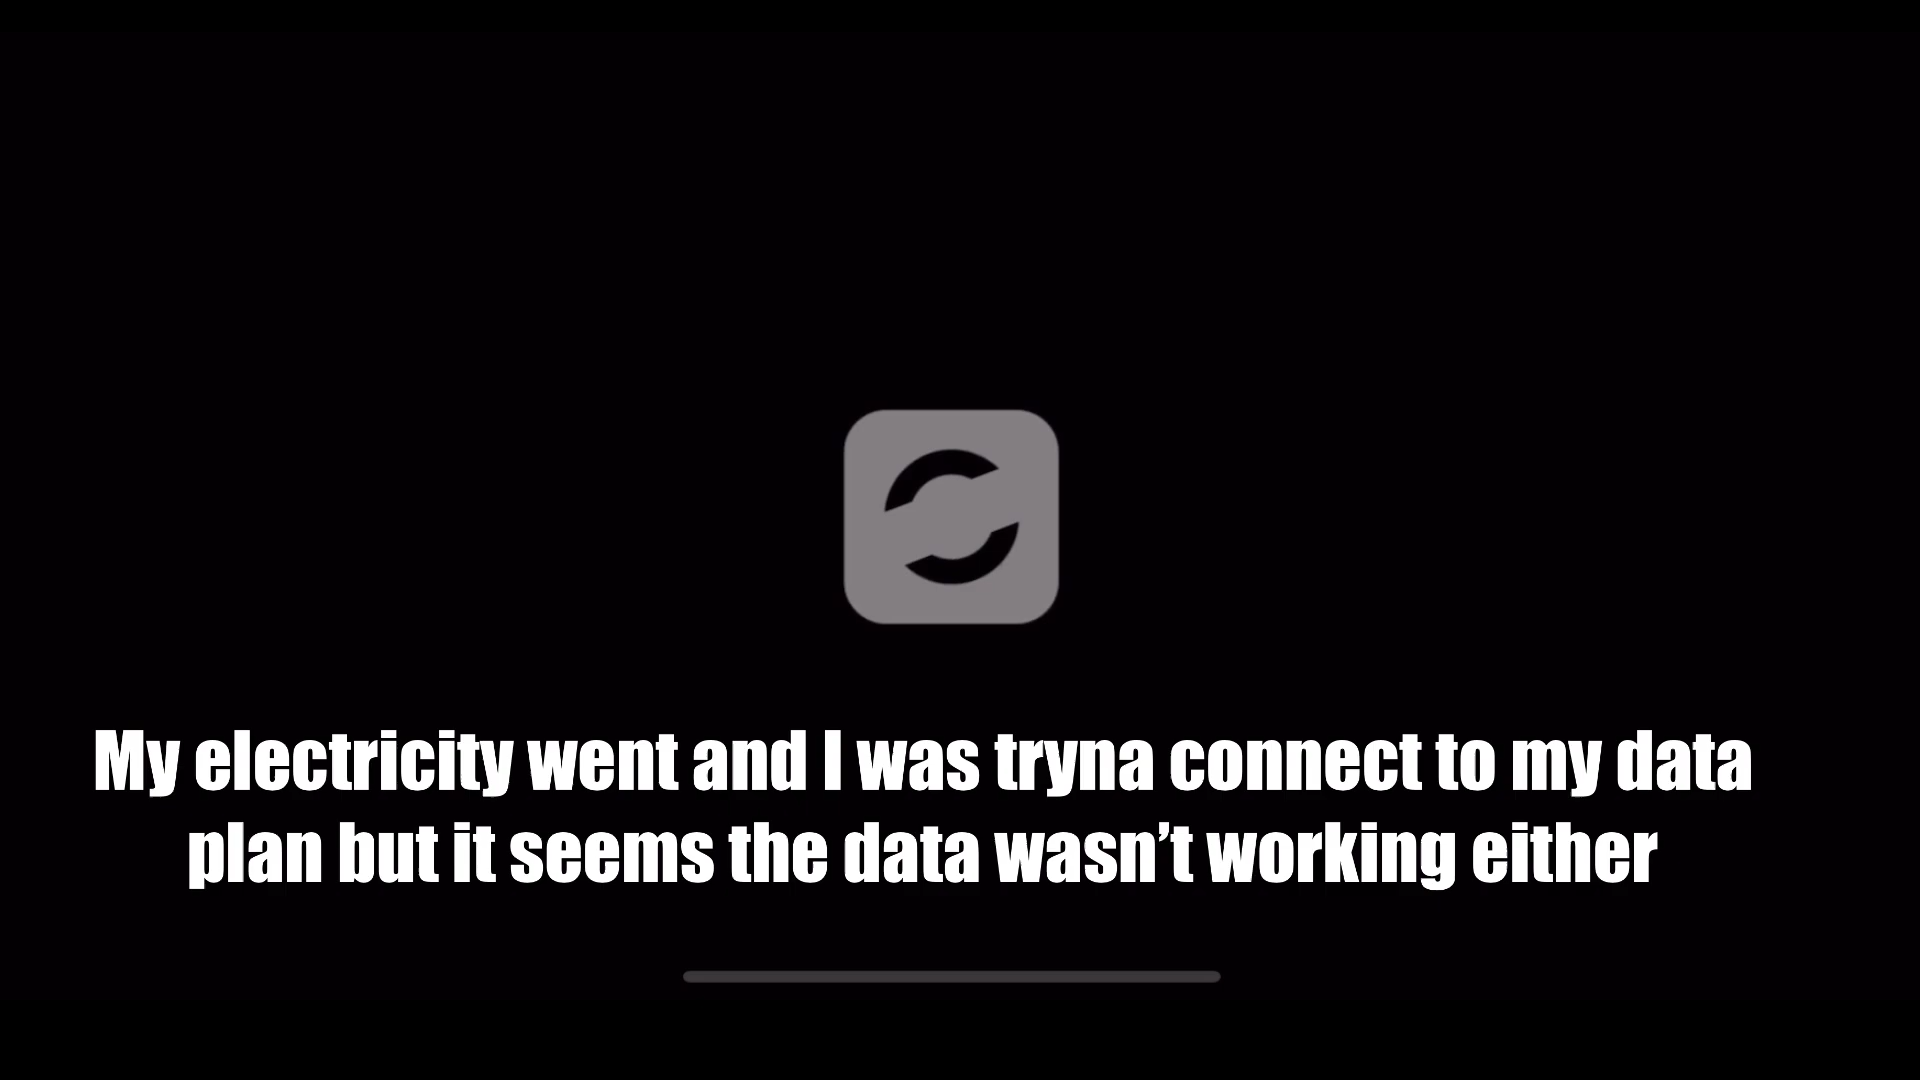 My electricity went and I was tryna connect to my data
plan but it seems the data wasn’t working either